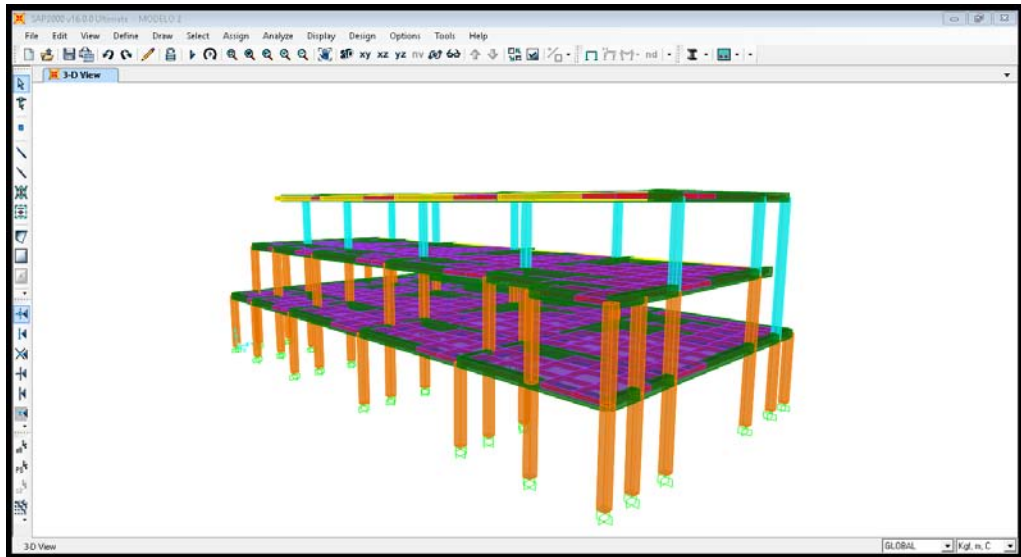 SAP2000 v16.0.0 Ultimate - MODELO 2
File Edit View Define Draw Select Assign Analyze Display Design Options Tools Help
xy xz yz nv nd
3-D View
3-D View GLOBAL Kgf, m, C